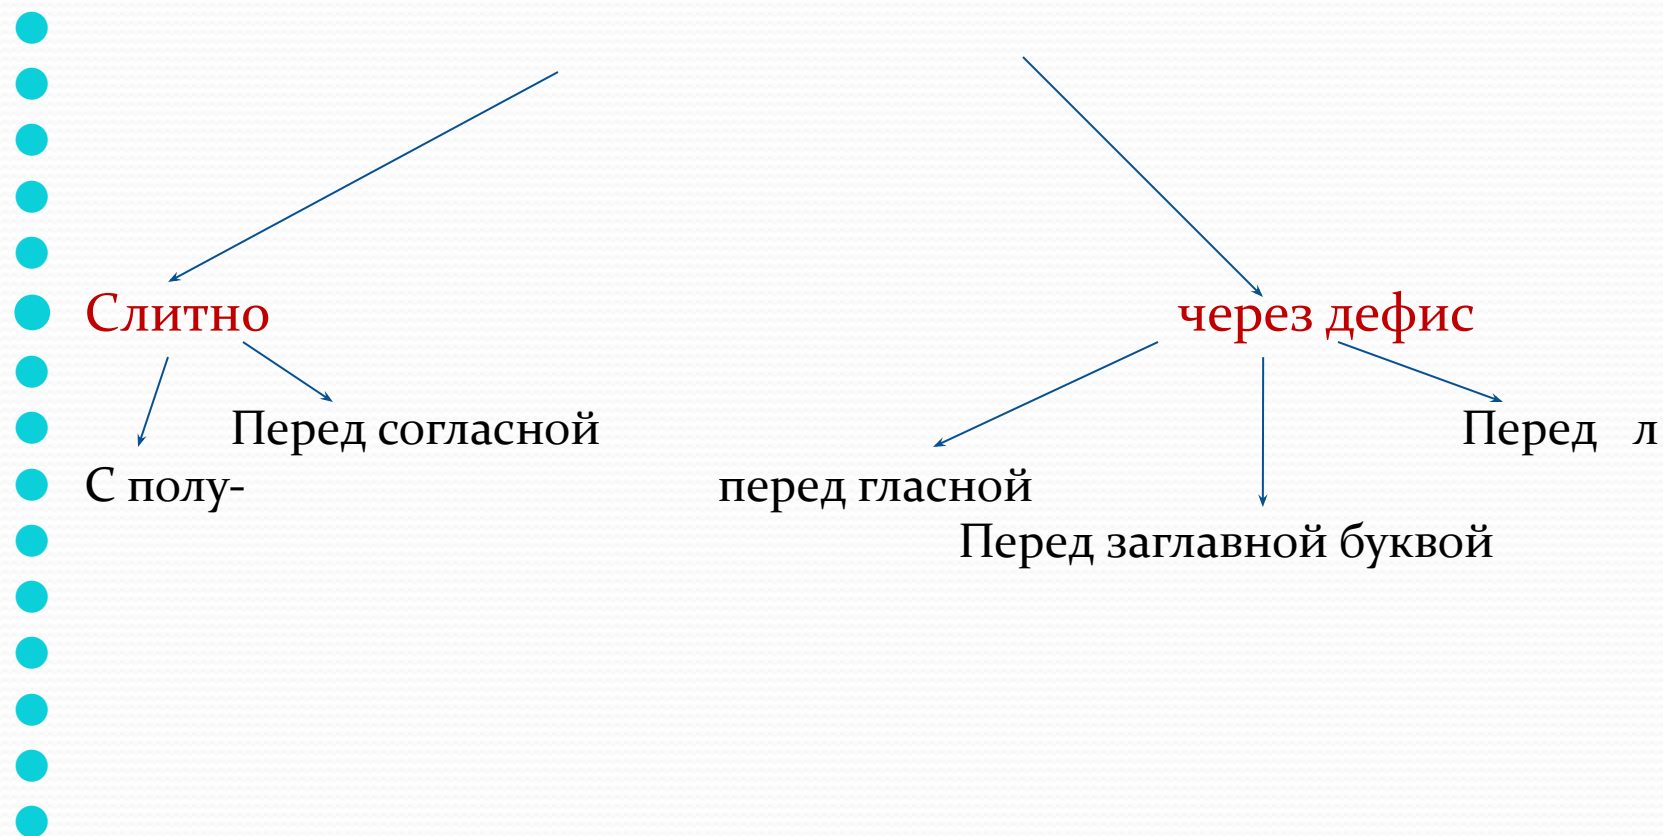 Слитно через дефис
Перед согласной Перед л
С полу- перед гласной
Перед заглавной буквой